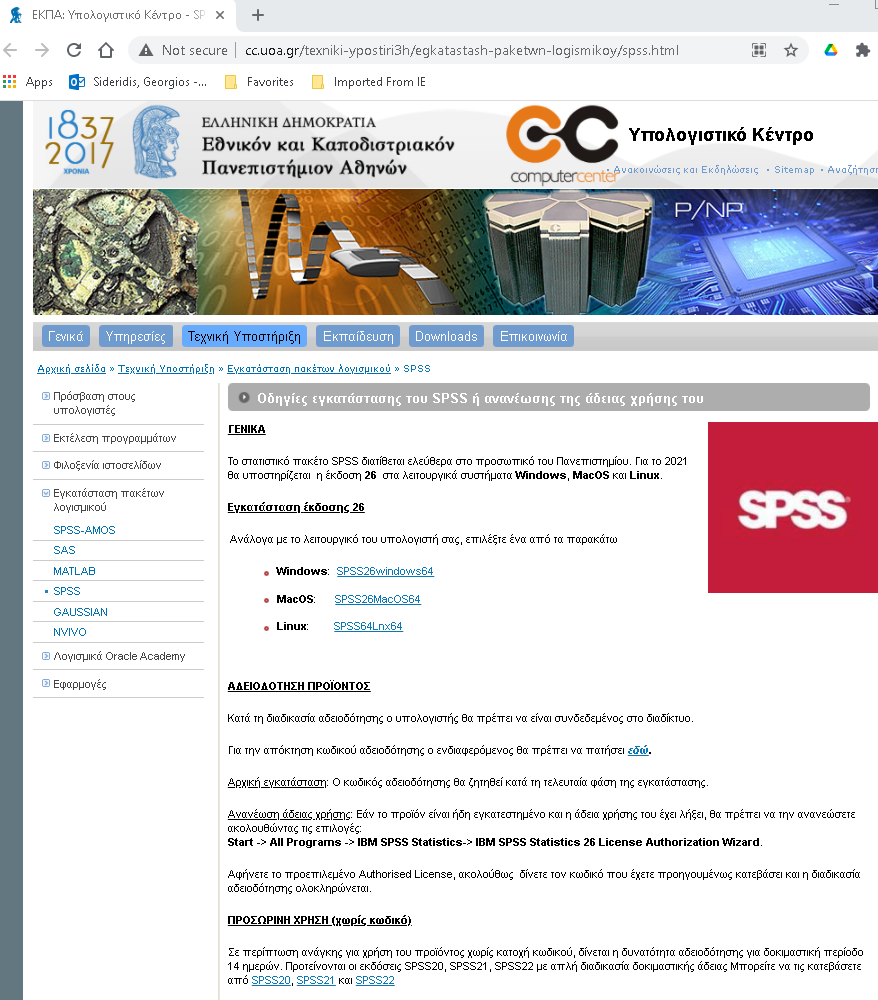 ΕΚΠΑ: Υπολογιστικό Κέντρο - SP
Not secure | cc.uoa.gr/texniki-ypostiri3h/egkatastash-paketwn-logismikoy/spss.html
Apps Sideridis, Georgios -... Favorites Imported From IE
1837
2017
ΧΡΟΝΙΑ
ΕΛΛΗΝΙΚΗ ΔΗΜΟΚΡΑΤΙΑ
Εθνικόν και Καποδιστριακόν
Πανεπιστήμιον Αθηνών
computercenter
Υπολογιστικό Κέντρο
• Ανακοινώσεις και Εκδηλώσεις • Sitemap • Αναζήτηση
P/NP
Γενικά Υπηρεσίες Τεχνική Υποστήριξη Εκπαίδευση Downloads Επικοινωνία
Αρχική σελίδα » Τεχνική Υποστήριξη » Εγκατάσταση πακέτων λογισμικού » SPSS
Πρόσβαση στους
υπολογιστές
Εκτέλεση προγραμμάτων
Φιλοξενία ιστοσελίδων
Εγκατάσταση πακέτων
λογισμικού
SPSS-AMOS
SAS
MATLAB
• SPSS
GAUSSIAN
NVIVO
Λογισμικά Oracle Academy
Εφαρμογές
Οδηγίες εγκατάστασης του SPSS ή ανανέωσης της άδειας χρήσης του
ΓΕΝΙΚΑ
Το στατιστικό πακέτο SPSS διατίθεται ελεύθερα στο προσωπικό του Πανεπιστημίου. Για το 2021
θα υποστηρίζεται η έκδοση 26 στα λειτουργικά συστήματα Windows, MacOS και Linux.
SPSS
Εγκατάσταση έκδοσης 26
Ανάλογα με το λειτουργικό του υπολογιστή σας, επιλέξτε ένα από τα παρακάτω
• Windows: SPSS26windows64
• MacOS: SPSS26MacOS64
• Linux: SPSS64Lnx64
ΑΔΕΙΟΔΟΤΗΣΗ ΠΡΟΪΟΝΤΟΣ
Κατά τη διαδικασία αδειοδότησης ο υπολογιστής θα πρέπει να είναι συνδεδεμένος στο διαδίκτυο.
Για την απόκτηση κωδικού αδειοδότησης ο ενδιαφερόμενος θα πρέπει να πατήσει εδώ.
Αρχική εγκατάσταση: Ο κωδικός αδειοδότησης θα ζητηθεί κατά τη τελευταία φάση της εγκατάστασης.
Ανανέωση άδειας χρήσης: Εάν το προϊόν είναι ήδη εγκατεστημένο και η άδεια χρήσης του έχει λήξει, θα πρέπει να την ανανεώσετε
ακολουθώντας τις επιλογές:
Start -> All Programs -> IBM SPSS Statistics-> IBM SPSS Statistics 26 License Authorization Wizard.
Αφήνετε το προεπιλεμένο Authorised License, ακολούθως δίνετε τον κωδικό που έχετε προηγουμένως κατεβάσει και η διαδικασία
αδειοδότησης ολοκληρώνεται.
ΠΡΟΣΩΡΙΝΗ ΧΡΗΣΗ (χωρίς κωδικό)
Σε περίπτωση ανάγκης για χρήση του προϊόντος χωρίς κατοχή κωδικού, δίνεται η δυνατότητα αδειοδότησης για δοκιμαστική περίοδο
14 ημερών. Προτείνονται οι εκδόσεις SPSS20, SPSS21, SPSS22 με απλή διαδικασία δοκιμαστικής άδειας Μπορείτε να τις κατεβάσετε
από SPSS20, SPSS21 και SPSS22